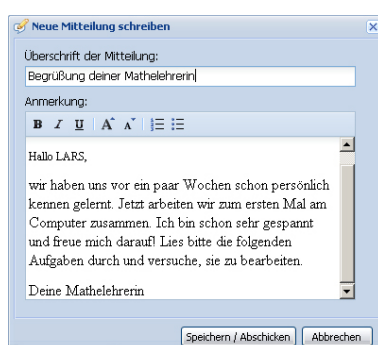 Neue Mitteilung schreiben
Überschrift der Mitteilung:
Begrüßung deiner Mathelehrerin
Anmerkung:
B I U A A
Hallo LARS,
wir haben uns vor ein paar Wochen schon persönlich
kennen gelernt. Jetzt arbeiten wir zum ersten Mal am
Computer zusammen. Ich bin schon sehr gespannt
und freue mich darauf! Lies bitte die folgenden
Aufgaben durch und versuche, sie zu bearbeiten.
Deine Mathelehrerin
Speichern / Abschicken Abbrechen